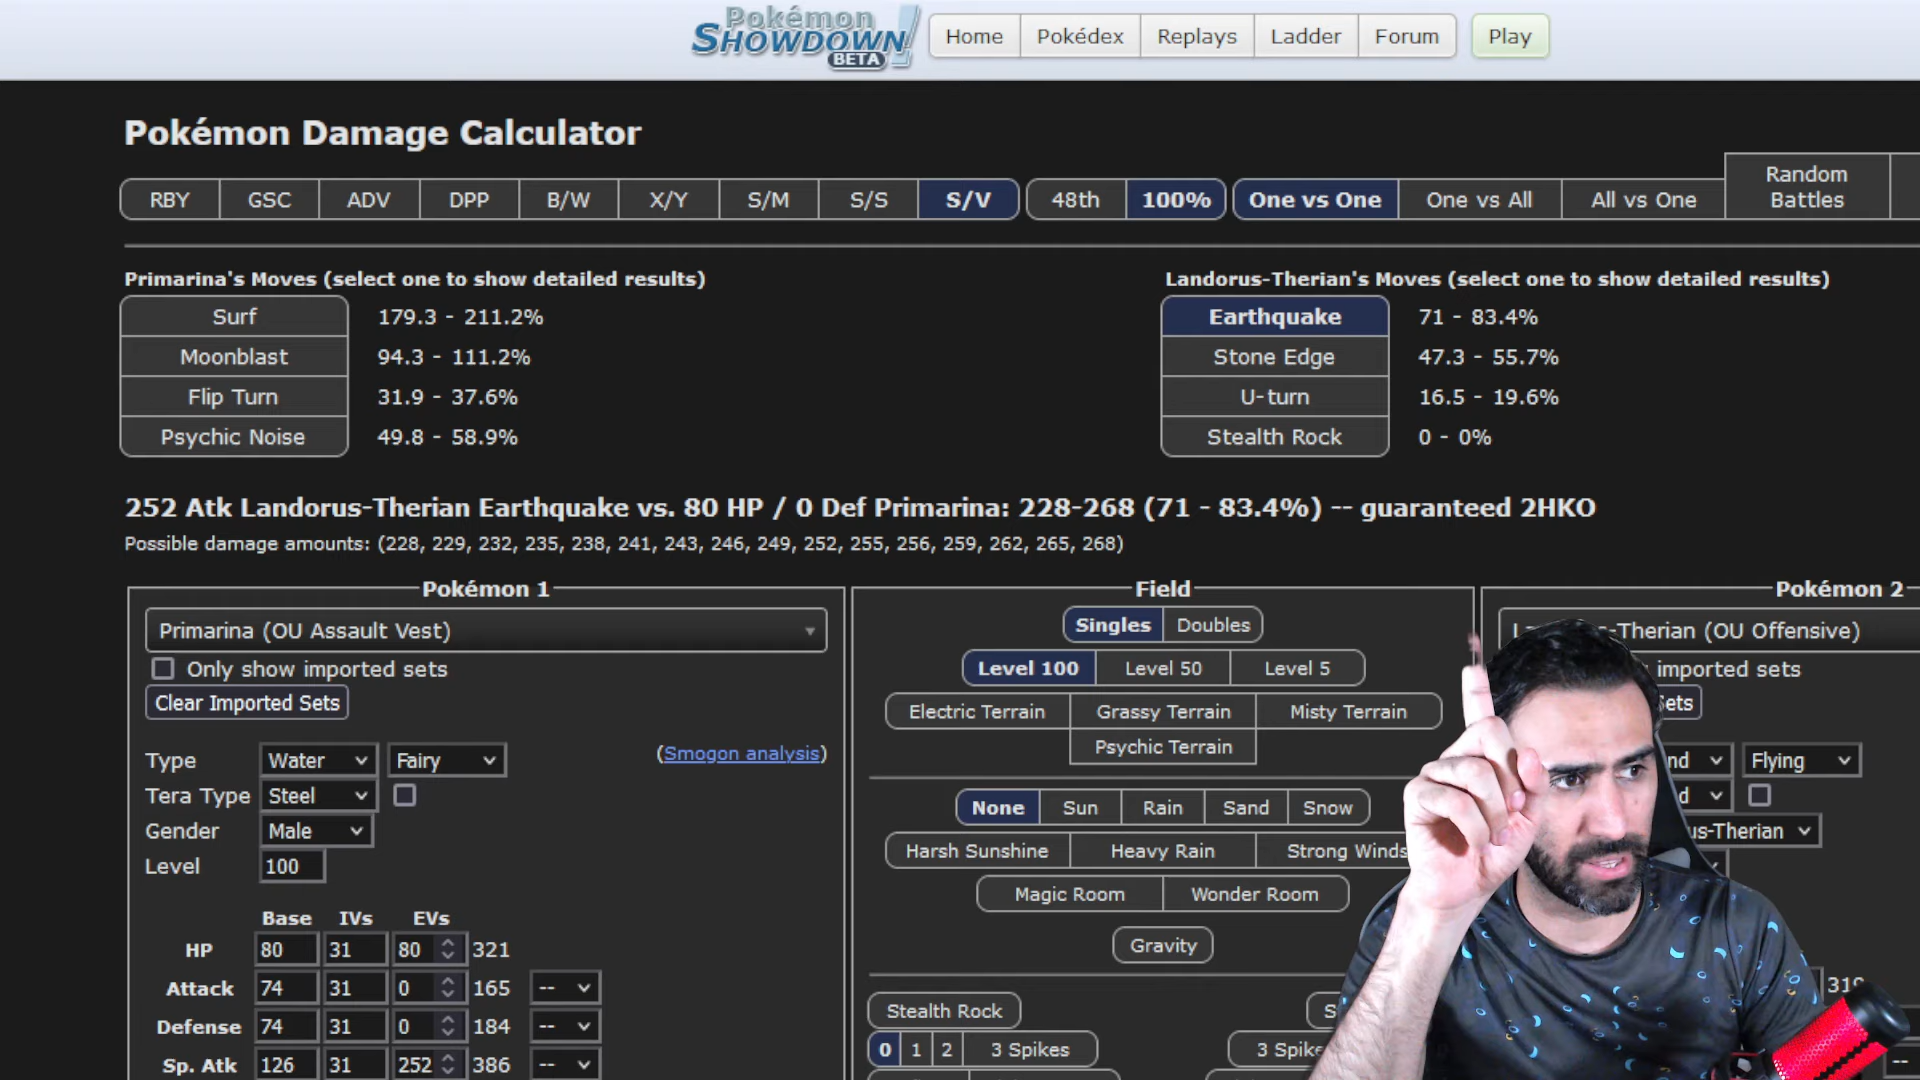 Pokémon
SHOWDOWN!
BETA
Home
Pokédex
Replays
Ladder
Forum
Play
Pokémon Damage Calculator
RBY
GSC
ADV
DPP
B/W
X/Y
S/M
S/S
S/V
48th
100%
One vs One
One vs All
All vs One
Random
Battles
Primarina's Moves (select one to show detailed results)
Surf 179.3 - 211.2%
Moonblast 94.3 - 111.2%
Flip Turn 31.9 - 37.6%
Psychic Noise 49.8 - 58.9%
Landorus-Therian's Moves (select one to show detailed results)
Earthquake 71 - 83.4%
Stone Edge 47.3 - 55.7%
U-turn 16.5 - 19.6%
Stealth Rock 0 - 0%
252 Atk Landorus-Therian Earthquake vs. 80 HP / 0 Def Primarina: 228-268 (71 - 83.4%) -- guaranteed 2HKO
Possible damage amounts: (228, 229, 232, 235, 238, 241, 243, 246, 249, 252, 255, 256, 259, 262, 265, 268)
Pokémon 1
Primarina (OU Assault Vest)
Only show imported sets
Clear Imported Sets
Type Water Fairy (Smogon analysis)
Tera Type Steel
Gender Male
Level 100
Base IVs EVs
HP 80 31 80 321
Attack 74 31 0 165 --
Defense 74 31 0 184 --
Sp. Atk 126 31 252 386 --
Field
Singles Doubles
Level 100 Level 50 Level 5
Electric Terrain Grassy Terrain Misty Terrain
Psychic Terrain
None Sun Rain Sand Snow
Harsh Sunshine Heavy Rain Strong Winds
Magic Room Wonder Room
Gravity
Stealth Rock
0 1 2 3 Spikes 3
Pokémon 2
-Therian (OU Offensive)
imported sets
Flying
-Therian
--